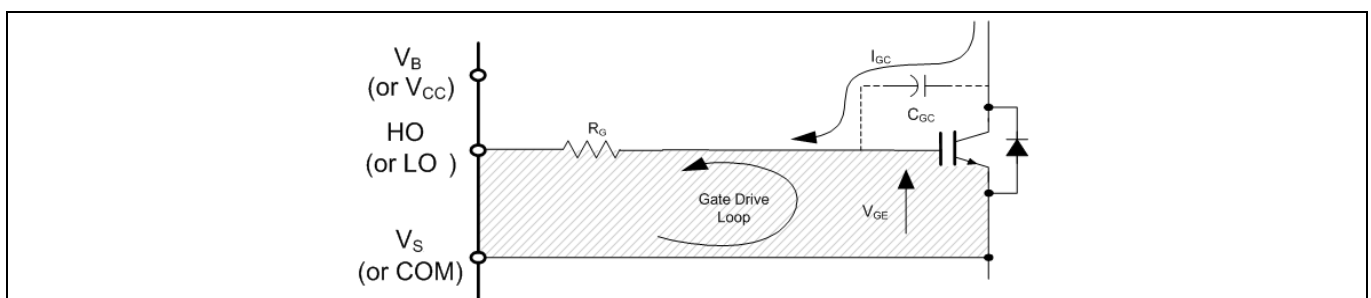 V_B
(or V_CC)
HO
(or LO )
V_S
(or COM)
R_G
I_GC
C_GC
Gate Drive
Loop
V_GE